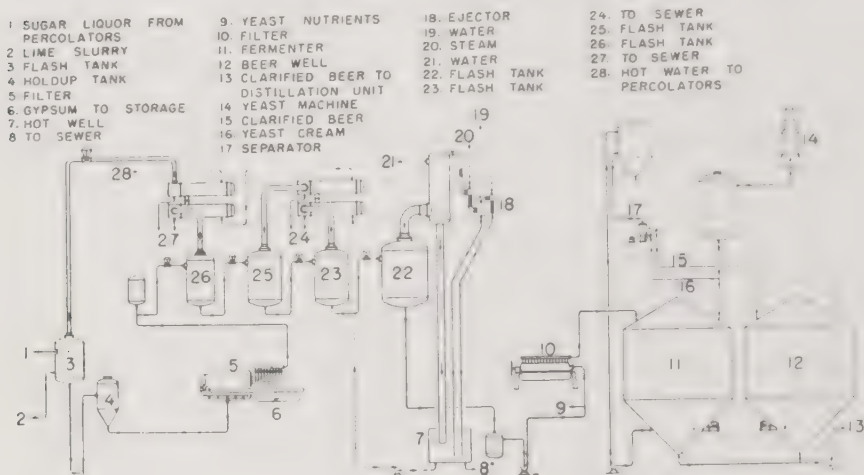 1 SUGAR LIQUOR FROM
PERCOLATORS
2 LIME SLURRY
3 FLASH TANK
4 HOLDUP TANK
5 FILTER
6. GYPSUM TO STORAGE
7. HOT WELL
8 TO SEWER
9. YEAST NUTRIENTS
10. FILTER
11. FERMENTER
12 BEER WELL
13 CLARIFIED BEER TO
DISTILLATION UNIT
14 YEAST MACHINE
15 CLARIFIED BEER
16 YEAST CREAM
17 SEPARATOR
18. EJECTOR
19. WATER
20. STEAM
21. WATER
22. FLASH TANK
23. FLASH TANK
24. TO SEWER
25. FLASH TANK
26. FLASH TANK
27. TO SEWER
28. HOT WATER TO
PERCOLATORS
19
20
21
28
18
14
27
24
17
26
25
23
22
15
16
10
11
12
1
3
5
2
4
6
9
7
8
13